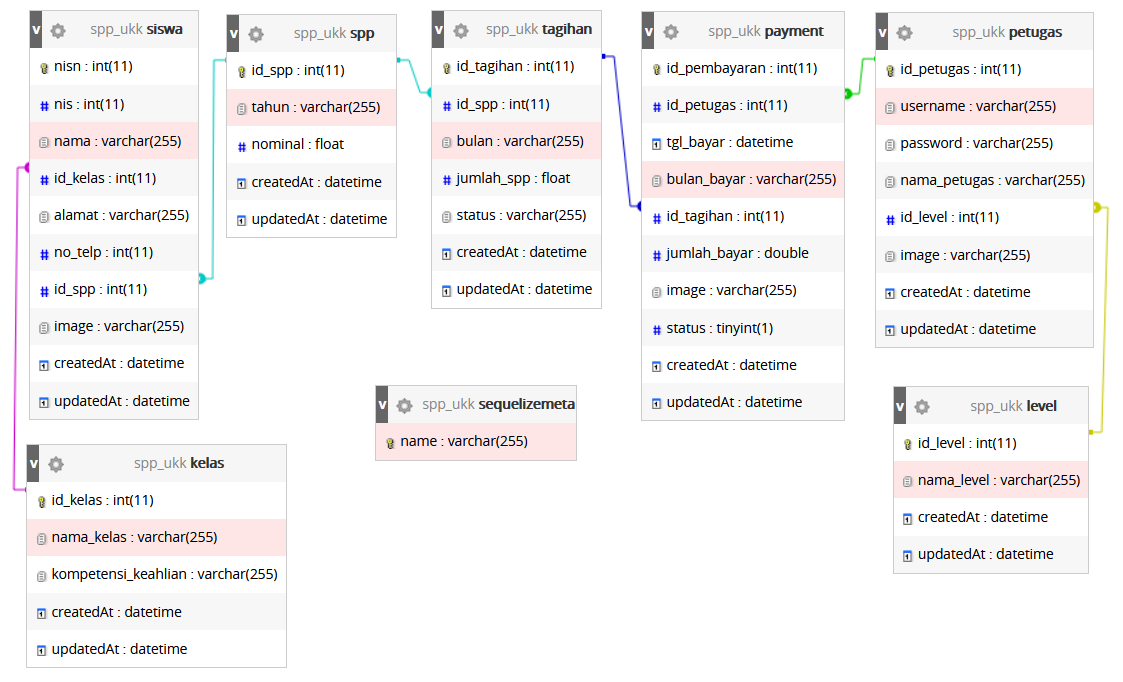 v spp_ukk siswa
nisn : int(11)
nis : int(11)
nama : varchar(255)
id_kelas : int(11)
alamat : varchar(255)
no_telp : int(11)
id_spp : int(11)
image : varchar(255)
createdAt : datetime
updatedAt : datetime
v spp_ukk spp
id_spp : int(11)
tahun : varchar(255)
nominal : float
createdAt : datetime
updatedAt : datetime
v spp_ukk tagihan
id_tagihan : int(11)
id_spp : int(11)
bulan : varchar(255)
jumlah_spp : float
status : varchar(255)
createdAt : datetime
updatedAt : datetime
v spp_ukk payment
id_pembayaran : int(11)
id_petugas : int(11)
tgl_bayar : datetime
bulan_bayar : varchar(255)
id_tagihan : int(11)
jumlah_bayar : double
image : varchar(255)
status : tinyint(1)
createdAt : datetime
updatedAt : datetime
v spp_ukk petugas
id_petugas : int(11)
username : varchar(255)
password : varchar(255)
nama_petugas : varchar(255)
id_level : int(11)
image : varchar(255)
createdAt : datetime
updatedAt : datetime
v spp_ukk kelas
id_kelas : int(11)
nama_kelas : varchar(255)
kompetensi_keahlian : varchar(255)
createdAt : datetime
updatedAt : datetime
v spp_ukk sequelizemeta
name : varchar(255)
v spp_ukk level
id_level : int(11)
nama_level : varchar(255)
createdAt : datetime
updatedAt : datetime